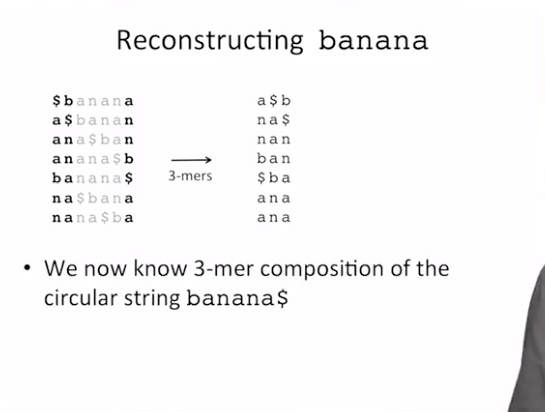 Reconstructing banana
$banana a$b
a$banan na$
ana$ban nan
anana$b ban
banana$ 3-mers $ba
na$bana ana
nana$ba ana
• We now know 3-mer composition of the
circular string banana$